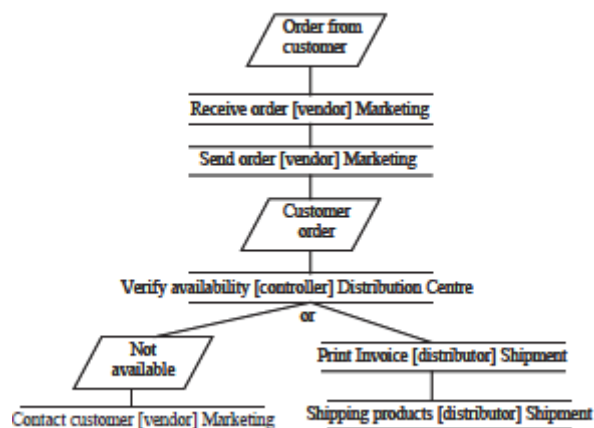 Order from
customer
Receive order [vendor] Marketing
Send order [vendor] Marketing
Customer
order
Verify availability [controller] Distribution Centre
or
Not
available
Print Invoice [distributor] Shipment
Contact customer [vendor] Marketing
Shipping products [distributor] Shipment